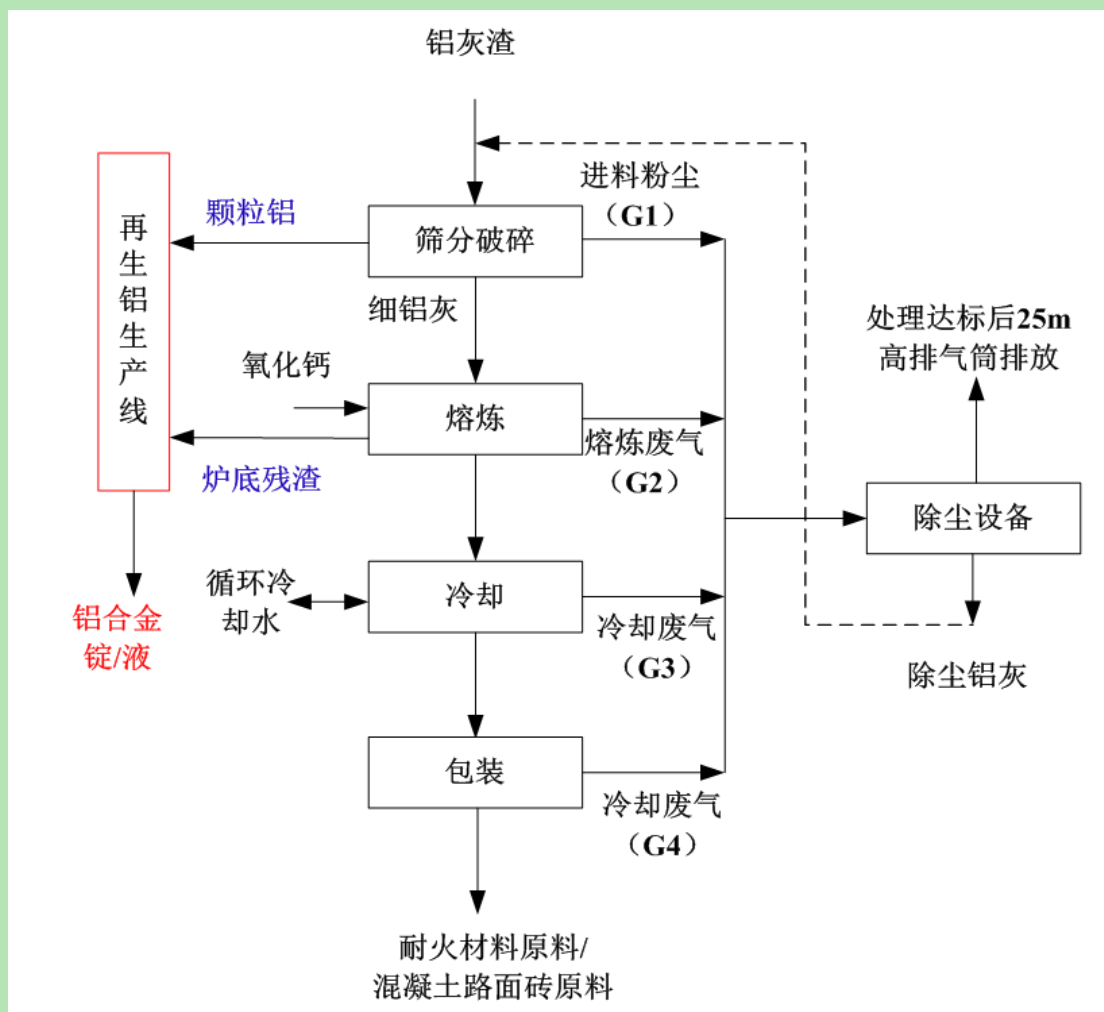 铝灰渣
进料粉尘
（G1）
颗粒铝
筛分破碎
再生铝生产线
细铝灰
处理达标后25m
高排气筒排放
氧化钙
熔炼
熔炼废气
（G2）
炉底残渣
除尘设备
循环冷
却水
冷却
冷却废气
（G3）
铝合金
锭/液
除尘铝灰
包装
冷却废气
（G4）
耐火材料原料/
混凝土路面砖原料